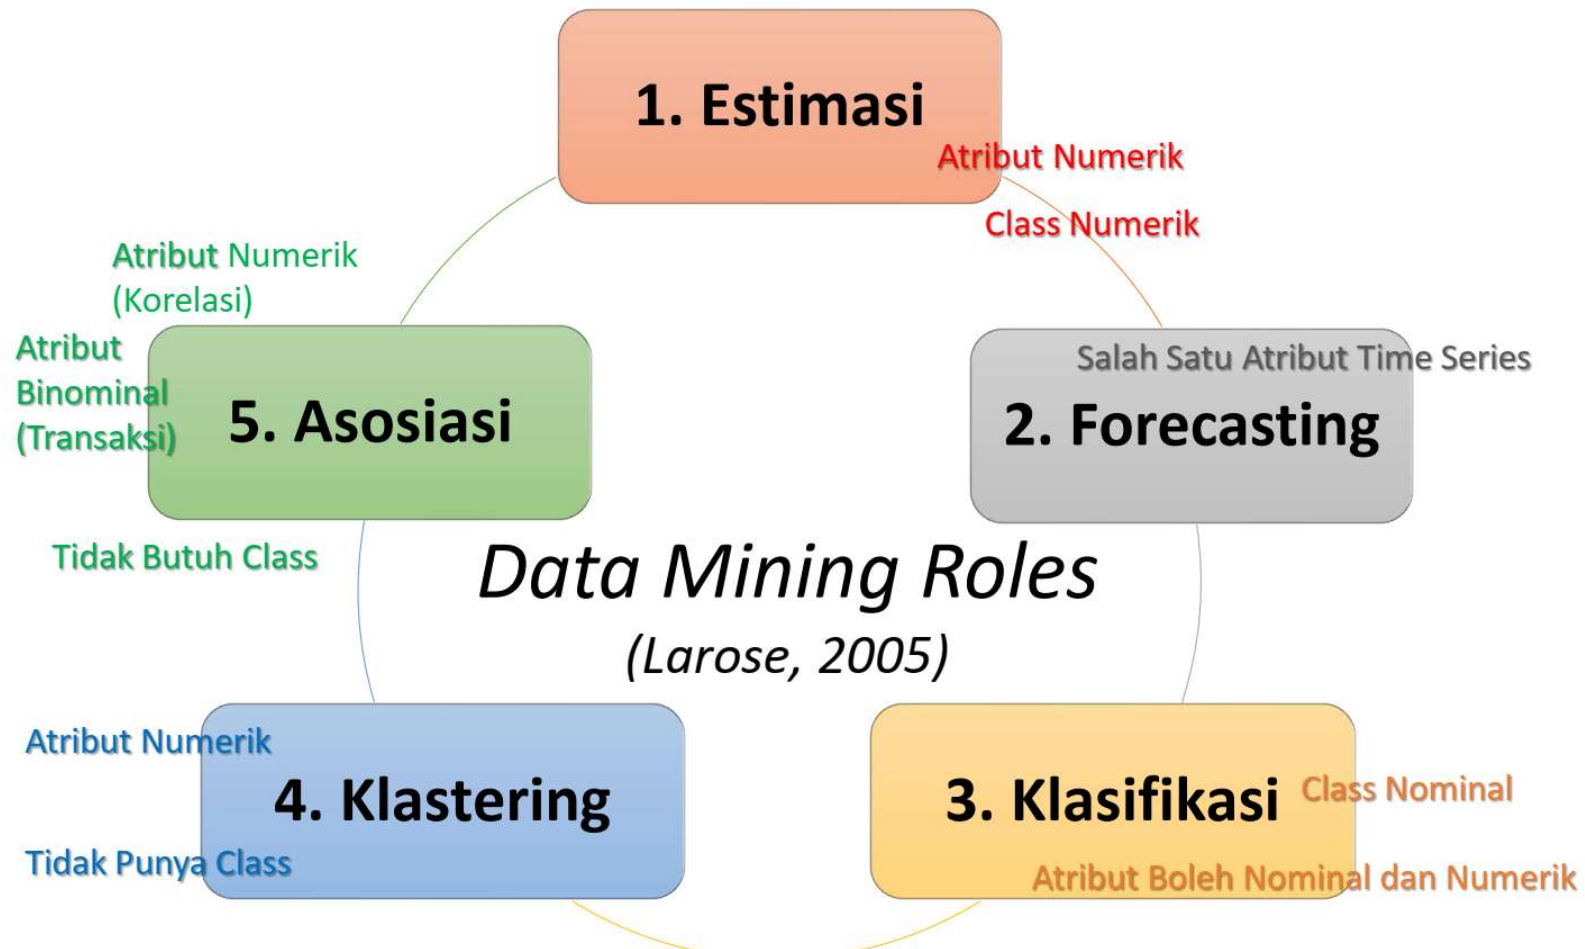 1. Estimasi
Atribut Numerik
Class Numerik
Salah Satu Atribut Time Series
2. Forecasting
Class Nominal
3. Klasifikasi
Atribut Boleh Nominal dan Numerik
Atribut Numerik
4. Klastering
Tidak Punya Class
Atribut Numerik
(Korelasi)
Atribut
Binominal
(Transaksi)
5. Asosiasi
Tidak Butuh Class
Data Mining Roles
(Larose, 2005)